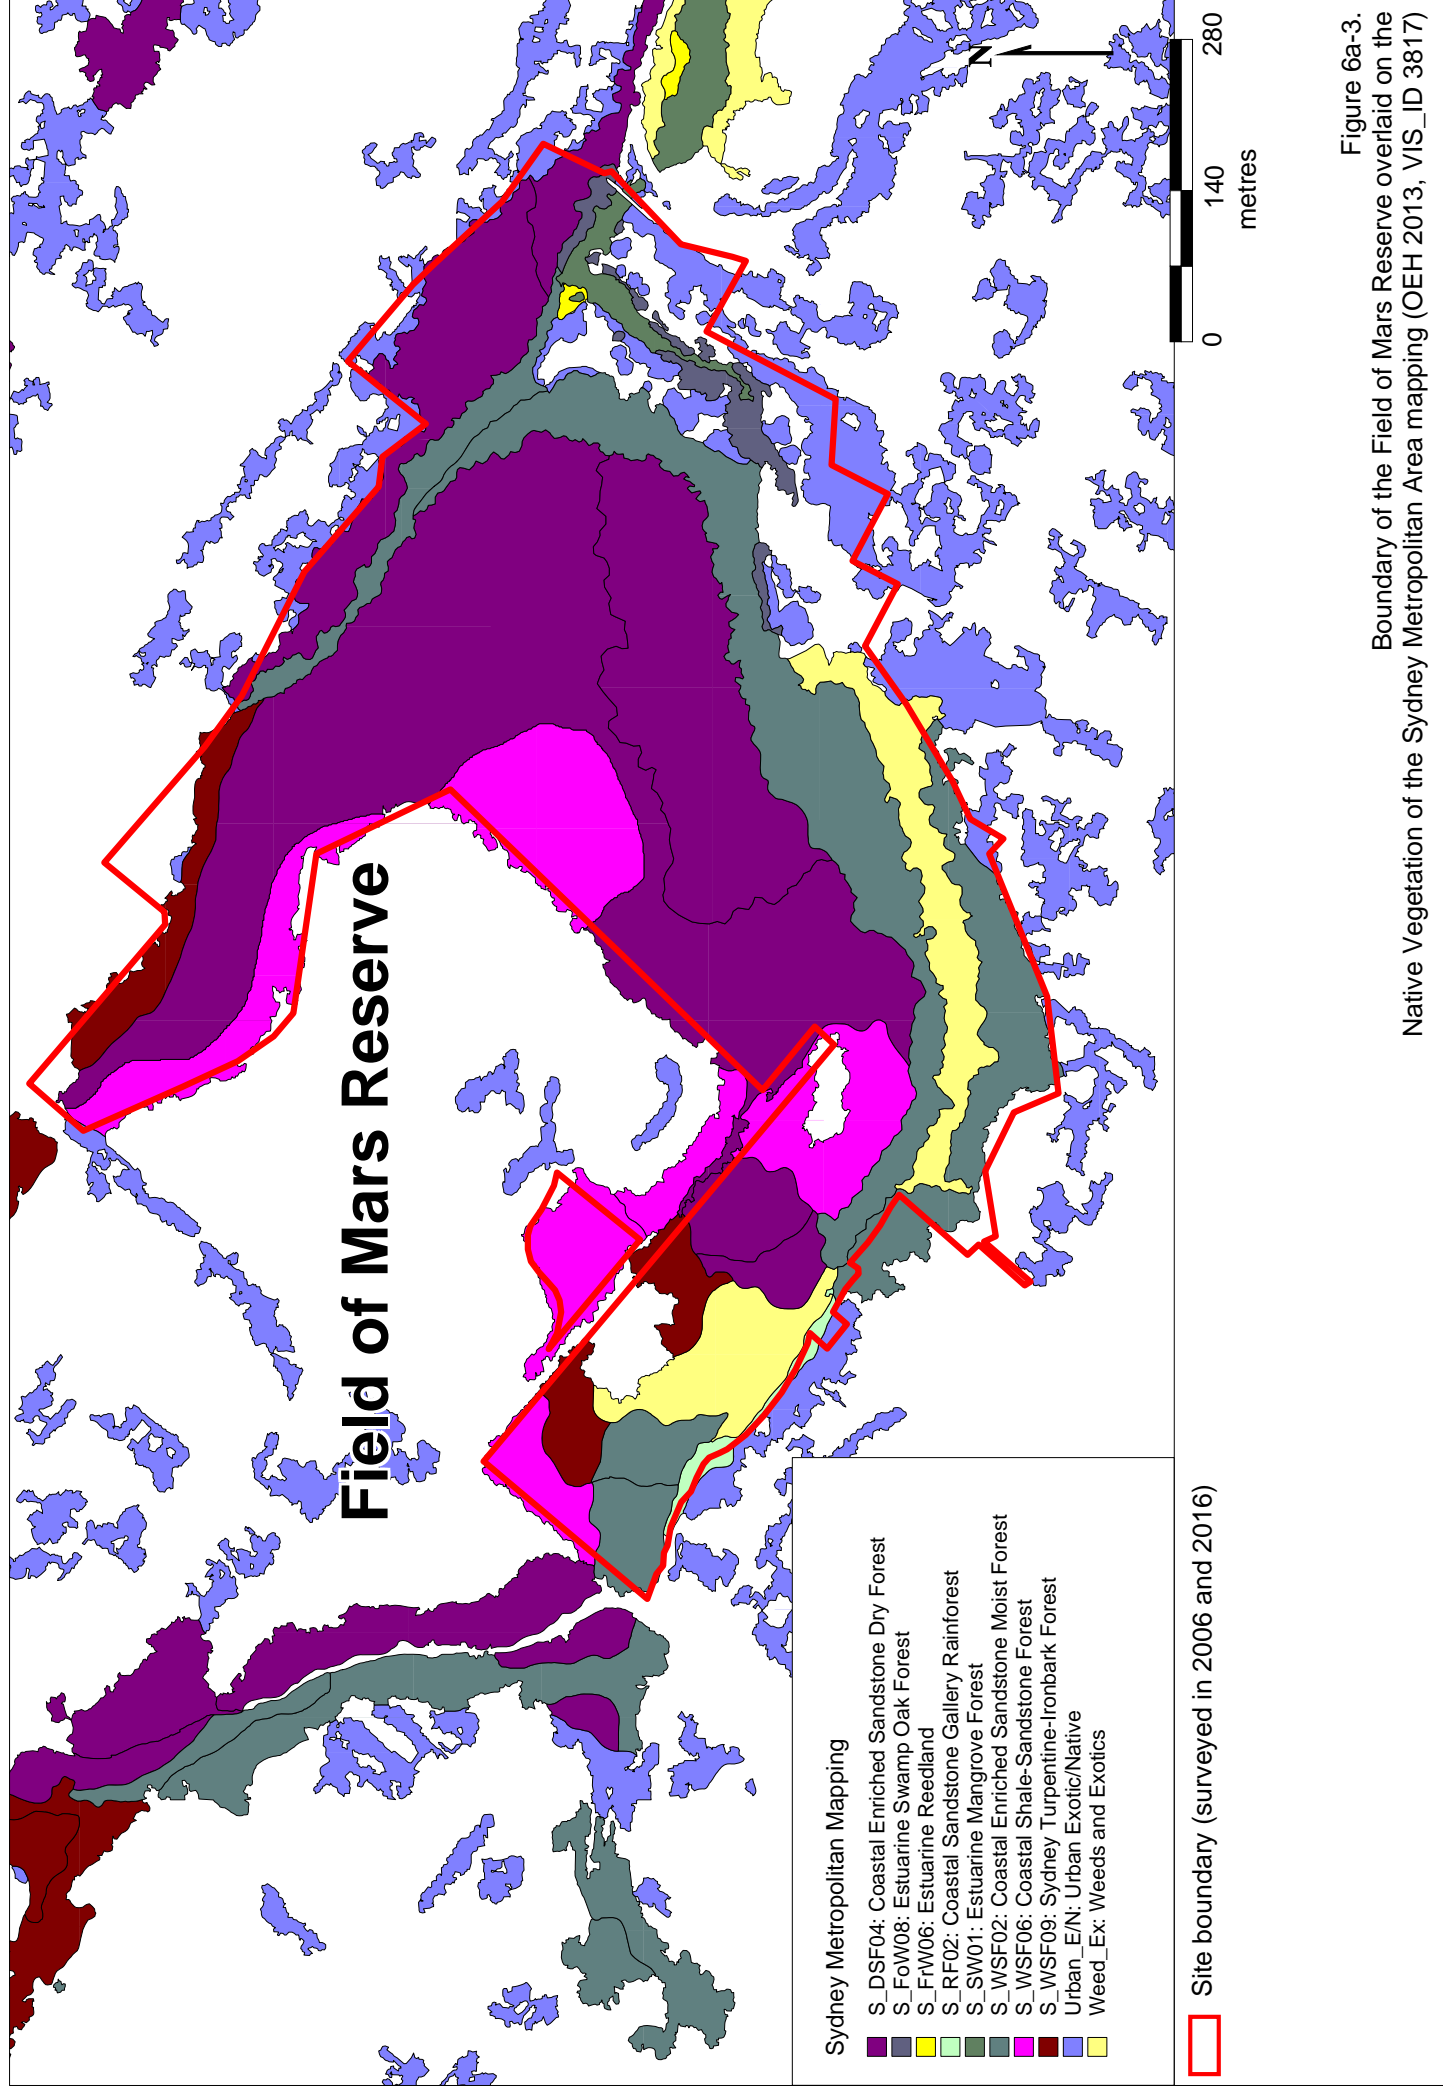 Field of Mars Reserve
Sydney Metropolitan Mapping
S_DSF04: Coastal Enriched Sandstone Dry Forest
S_FoW08: Estuarine Swamp Oak Forest
S_FrW06: Estuarine Reedland
S_RF02: Coastal Sandstone Gallery Rainforest
S_SW01: Estuarine Mangrove Forest
S_WSF02: Coastal Enriched Sandstone Moist Forest
S_WSF06: Coastal Shale-Sandstone Forest
S_WSF09: Sydney Turpentine-Ironbark Forest
Urban_E/N: Urban Exotic/Native
Weed_Ex: Weeds and Exotics
Site boundary (surveyed in 2006 and 2016)
N
0 140 280
metres
Figure 6a-3.
Boundary of the Field of Mars Reserve overlaid on the
Native Vegetation of the Sydney Metropolitan Area mapping (OEH 2013, VIS_ID 3817)